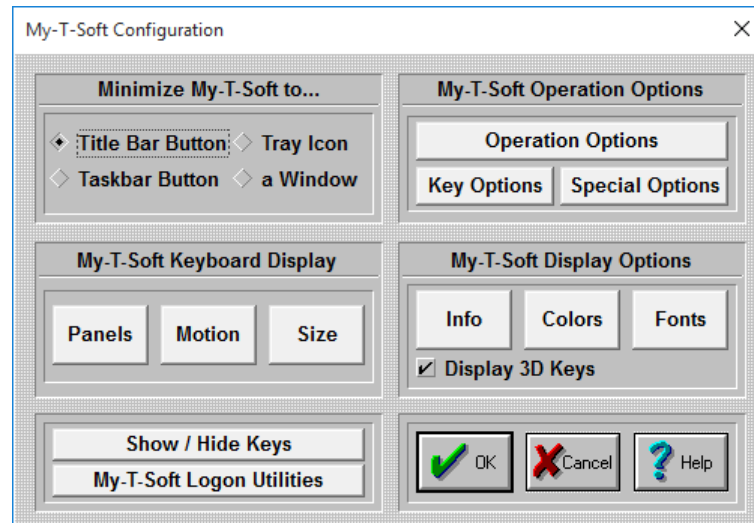 My-T-Soft Configuration
Minimize My-T-Soft to...
Title Bar Button
Tray Icon
Taskbar Button
a Window
My-T-Soft Operation Options
Operation Options
Key Options
Special Options
My-T-Soft Keyboard Display
Panels
Motion
Size
My-T-Soft Display Options
Info
Colors
Fonts
Display 3D Keys
Show / Hide Keys
My-T-Soft Logon Utilities
OK
Cancel
Help